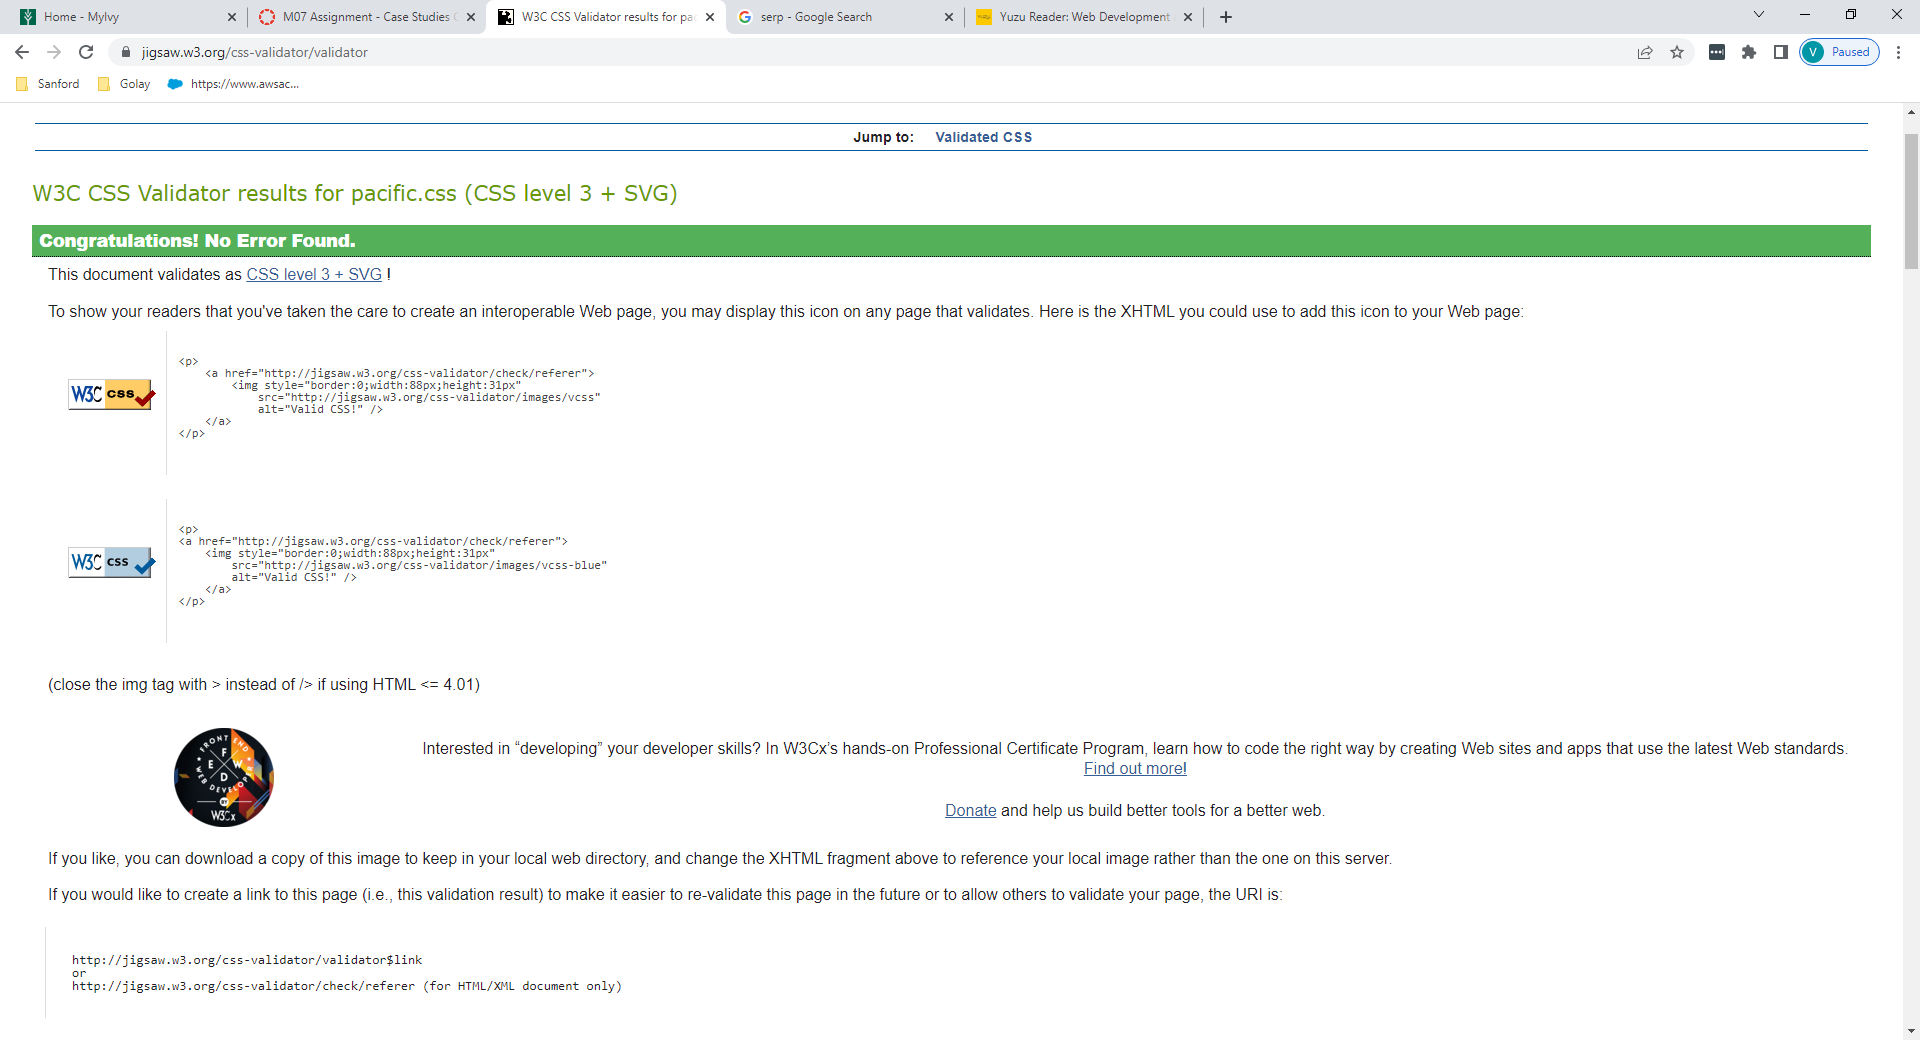 Home - MyIvy
M07 Assignment - Case Studies
W3C CSS Validator results for pac
serp - Google Search
Yuzu Reader: Web Development
jigsaw.w3.org/css-validator/validator
V Paused
Sanford
Golay
https://www.awsac...
Jump to: Validated CSS
W3C CSS Validator results for pacific.css (CSS level 3 + SVG)
Congratulations! No Error Found.
This document validates as CSS level 3 + SVG !
To show your readers that you've taken the care to create an interoperable Web page, you may display this icon on any page that validates. Here is the XHTML you could use to add this icon to your Web page:
W3C css
<p>
<a href="http://jigsaw.w3.org/css-validator/check/referer">
<img style="border:0;width:88px;height:31px"
src="http://jigsaw.w3.org/css-validator/images/vcss"
alt="Valid CSS!" />
</a>
</p>
W3C css
<p>
<a href="http://jigsaw.w3.org/css-validator/check/referer">
<img style="border:0;width:88px;height:31px"
src="http://jigsaw.w3.org/css-validator/images/vcss-blue"
alt="Valid CSS!" />
</a>
</p>
(close the img tag with > instead of /> if using HTML <= 4.01)
FRONT END
F
E W
D
WEB DEVELOPER
BY
W3Cx
Interested in “developing” your developer skills? In W3Cx’s hands-on Professional Certificate Program, learn how to code the right way by creating Web sites and apps that use the latest Web standards.
Find out more!
Donate and help us build better tools for a better web.
If you like, you can download a copy of this image to keep in your local web directory, and change the XHTML fragment above to reference your local image rather than the one on this server.
If you would like to create a link to this page (i.e., this validation result) to make it easier to re-validate this page in the future or to allow others to validate your page, the URI is:
http://jigsaw.w3.org/css-validator/validator$link
or
http://jigsaw.w3.org/css-validator/check/referer (for HTML/XML document only)